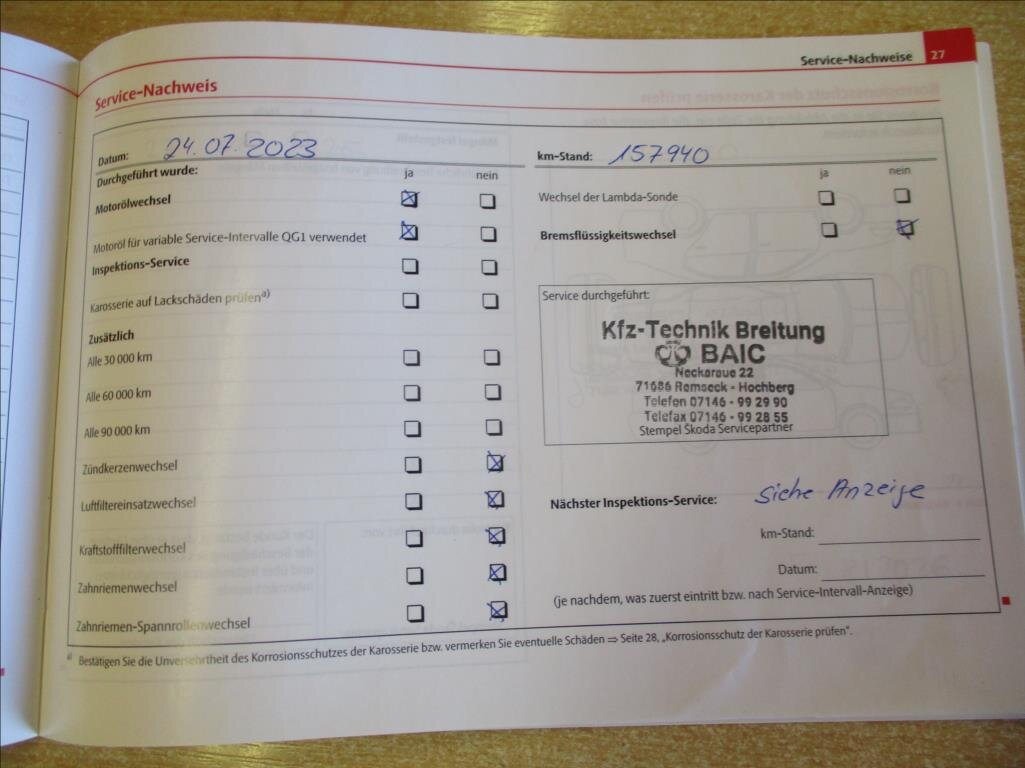 Service-Nachweise 27
Service-Nachweis
Datum: 24.07.2023
km-Stand: 157940
Durchgeführt wurde: ja nein
ja nein
Motorölwechsel
Motoröl für variable Service-Intervalle QG1 verwendet
Inspektions-Service
Karosserie auf Lackschäden prüfen a)
Zusätzlich
Alle 30 000 km
Alle 60 000 km
Alle 90 000 km
Zündkerzenwechsel
Luftfiltereinsatzwechsel
Kraftstofffilterwechsel
Zahnriemenwechsel
Zahnriemen-Spannrollenwechsel
Wechsel der Lambda-Sonde
Bremsflüssigkeitswechsel
Service durchgeführt:
Kfz-Technik Breitung
BAIC
Neckaraue 22
71686 Remseck - Hochberg
Telefon 07146 - 99 29 90
Telefax 07146 - 99 28 55
Stempel Škoda Servicepartner
Nächster Inspektions-Service: siehe Anzeige
km-Stand:
Datum:
(je nachdem, was zuerst eintritt bzw. nach Service-Intervall-Anzeige)
a) Bestätigen Sie die Unversehrtheit des Korrosionsschutzes der Karosserie bzw. vermerken Sie eventuelle Schäden ⇒ Seite 28, „Korrosionsschutz der Karosserie prüfen“.